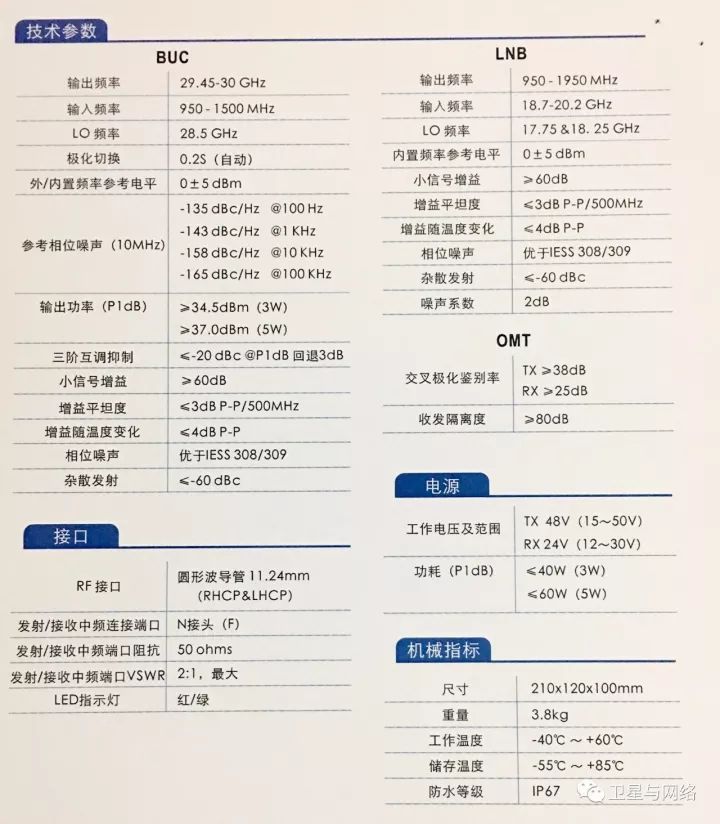 技术参数
BUC
输出频率 29.45-30 GHz
输入频率 950-1500 MHz
LO 频率 28.5 GHz
极化切换 0.2S（自动）
外/内置频率参考电平 0±5 dBm
参考相位噪声（10MHz） -135 dBc/Hz @100 Hz
-143 dBc/Hz @1 KHz
-158 dBc/Hz @10 KHz
-165 dBc/Hz @100 KHz
输出功率（P1dB） ≥34.5dBm（3W）
≥37.0dBm（5W）
三阶互调抑制 ≤-20 dBc @P1dB 回退3dB
小信号增益 ≥60dB
增益平坦度 ≤3dB P-P/500MHz
增益随温度变化 ≤4dB P-P
相位噪声 优于IESS 308/309
杂散发射 ≤-60 dBc
接口
RF 接口 圆形波导管 11.24mm
（RHCP&LHCP）
发射/接收中频连接端口 N接头（F）
发射/接收中频端口阻抗 50 ohms
发射/接收中频端口VSWR 2:1，最大
LED指示灯 红/绿
LNB
输出频率 950-1950 MHz
输入频率 18.7-20.2 GHz
LO 频率 17.75 &18. 25 GHz
内置频率参考电平 0±5 dBm
小信号增益 ≥60dB
增益平坦度 ≤3dB P-P/500MHz
增益随温度变化 ≤4dB P-P
相位噪声 优于IESS 308/309
杂散发射 ≤-60 dBc
噪声系数 2dB
OMT
交叉极化鉴别率 TX ≥38dB
RX ≥25dB
收发隔离度 ≥80dB
电源
工作电压及范围 TX 48V（15～50V）
RX 24V（12～30V）
功耗（P1dB） ≤40W（3W）
≤60W（5W）
机械指标
尺寸 210x120x100mm
重量 3.8kg
工作温度 -40℃ ～ +60℃
储存温度 -55℃ ～ +85℃
防水等级 IP67
卫星与网络